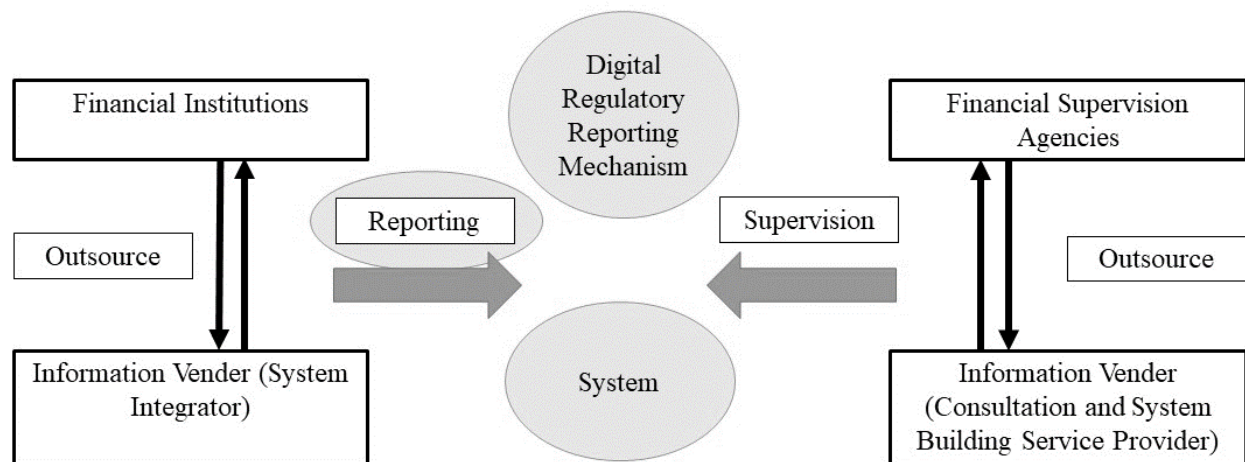 Digital
Regulatory
Reporting
Mechanism
Financial Institutions
Financial Supervision
Agencies
Reporting
Supervision
Outsource
Outsource
Information Vender (System
Integrator)
System
Information Vender
(Consultation and System
Building Service Provider)